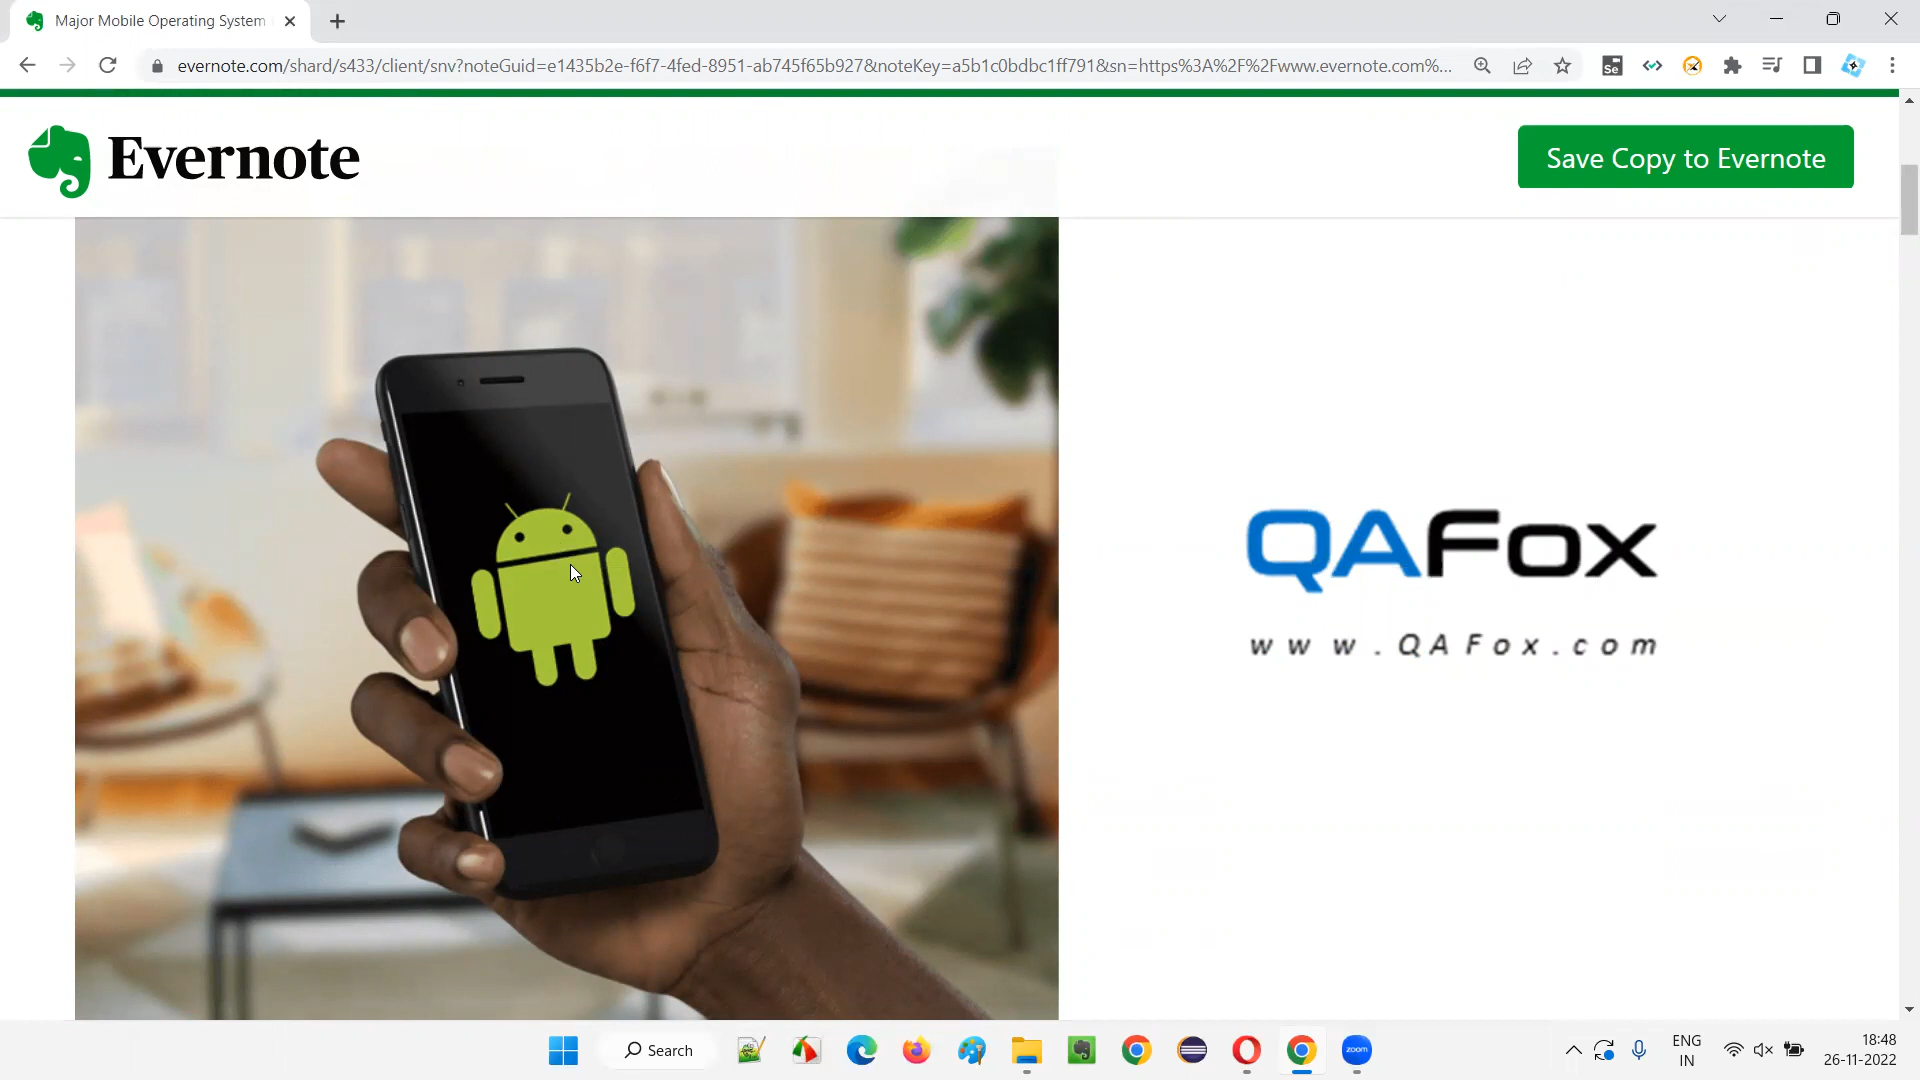 Major Mobile Operating System
evernote.com/shard/s433/client/snv?noteGuid=e1435b2e-f6f7-4fed-8951-ab745f65b927&noteKey=a5b1c0bdbc1ff791&sn=https%3A%2F%2Fwww.evernote.com%...
Se
Evernote
Save Copy to Evernote
QAFox
www.QAFox.com
Search
zoom
ENG
IN
18:48
26-11-2022